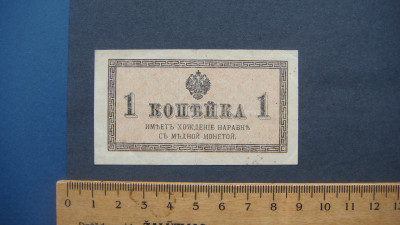 1 КОПѢЙКА 1
ИМѢЕТЪ ХОЖДЕНІЕ НАРАВНѢ
СЪ МѢДНОЙ МОНЕТОЙ.
0 1 2 3 4 5 6 7 8 9 10 11 12 13